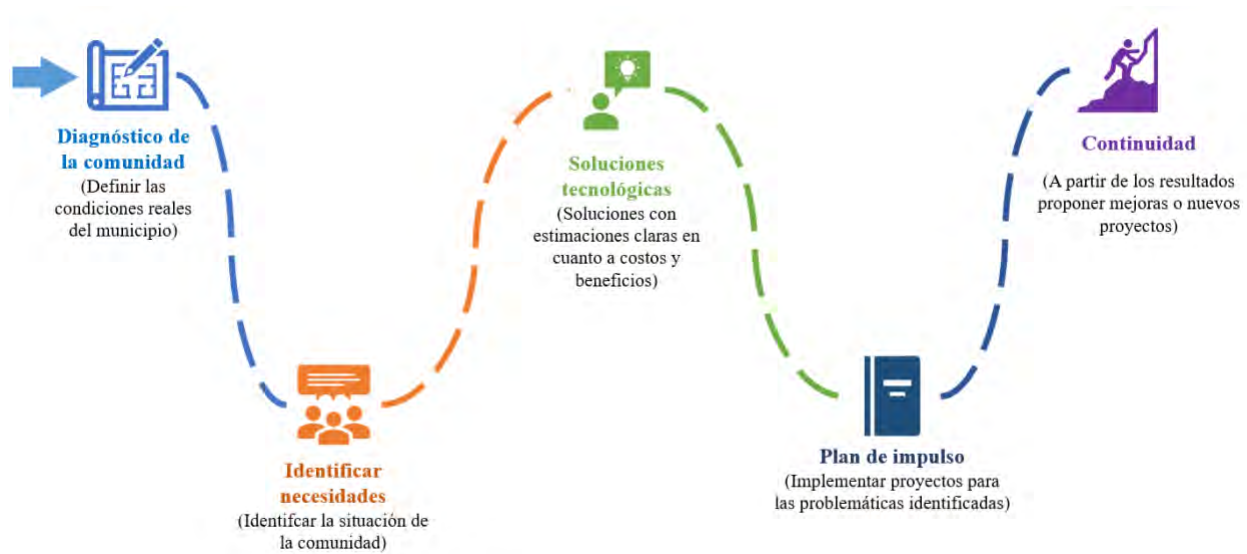 Diagnóstico de
la comunidad
(Definir las
condiciones reales
del municipio)
Identificar
necesidades
(Identifcar la situación de
la comunidad)
Soluciones
tecnológicas
(Soluciones con
estimaciones claras en
cuanto a costos y
beneficios)
Plan de impulso
(Implementar proyectos para
las problemáticas identificadas)
Continuidad
(A partir de los resultados
proponer mejoras o nuevos
proyectos)